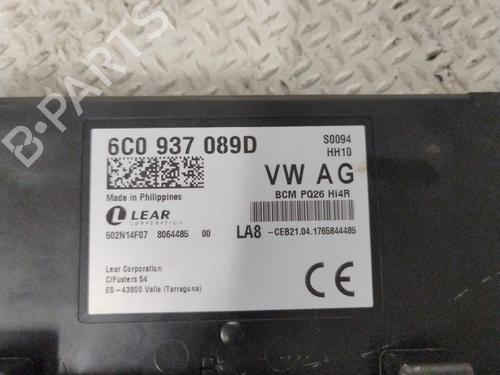 6C0 937 089D
S0094
HH10
VW AG
BCM PQ26 Hi4R
Made in Philippines
LEAR
CORPORATION
502N14F07 8064485 00
LA8 -CEB21.04.1765844485
Lear Corporation
C/Fusters 54
ES-43800 Valls (Tarragona)
CE
B-PARTS